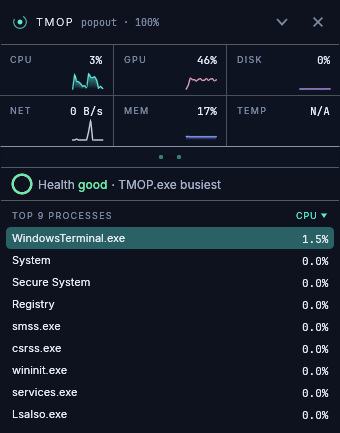 TMOP popout · 100%
CPU 3% GPU 46% DISK 0%
NET 0 B/s MEM 17% TEMP N/A
Health good · TMOP.exe busiest
TOP 9 PROCESSES CPU ▼
WindowsTerminal.exe 1.5%
System 0.0%
Secure System 0.0%
Registry 0.0%
smss.exe 0.0%
csrss.exe 0.0%
wininit.exe 0.0%
services.exe 0.0%
LsaIso.exe 0.0%